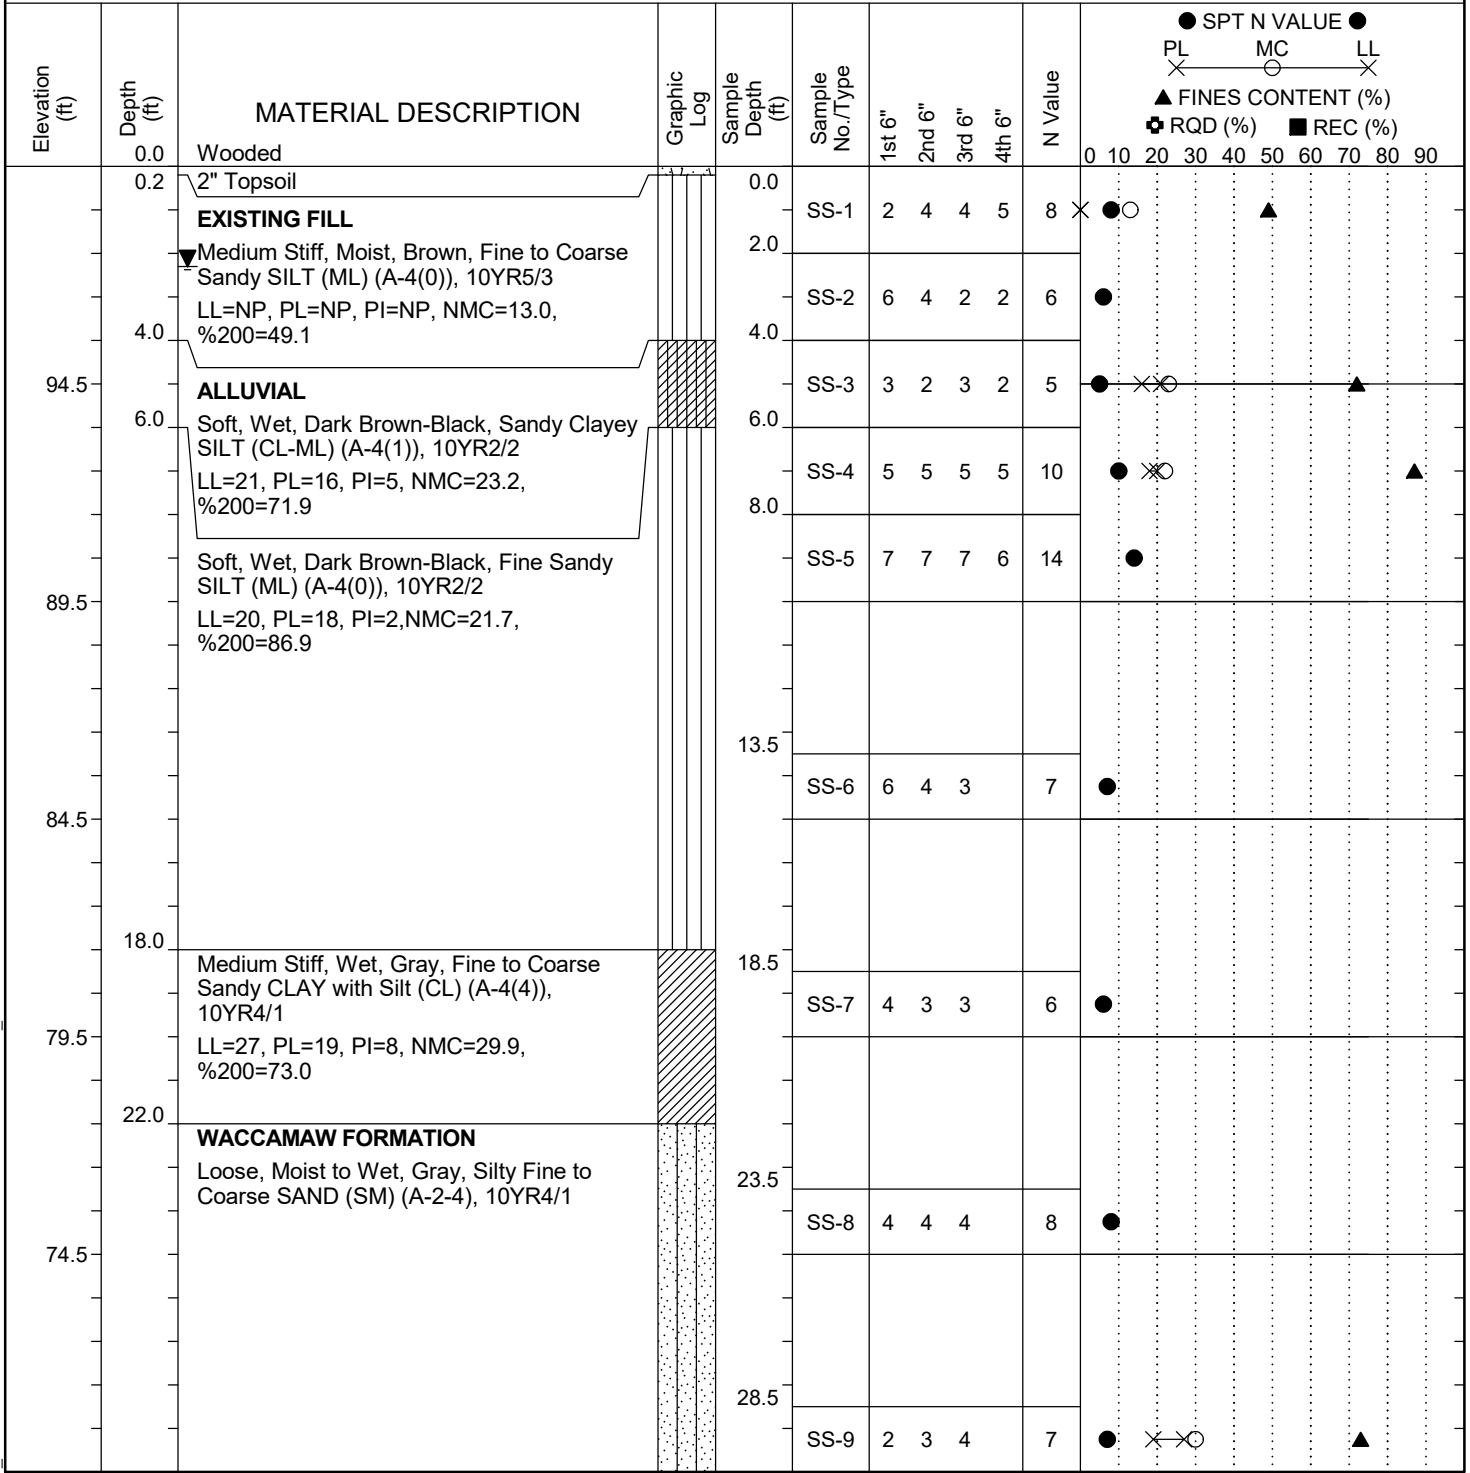 ● SPT N VALUE ●
PL MC LL
▲ FINES CONTENT (%)
RQD (%) ■ REC (%)
0 10 20 30 40 50 60 70 80 90
Elevation (ft)
Depth (ft)
MATERIAL DESCRIPTION
Graphic Log
Sample Depth (ft)
Sample No./Type
1st 6"
2nd 6"
3rd 6"
4th 6"
N Value
0.0 Wooded
0.2 2" Topsoil 0.0
SS-1 2 4 4 5 8
EXISTING FILL
2.0
Medium Stiff, Moist, Brown, Fine to Coarse
Sandy SILT (ML) (A-4(0)), 10YR5/3
SS-2 6 4 2 2 6
LL=NP, PL=NP, PI=NP, NMC=13.0,
4.0 %200=49.1 4.0
94.5 SS-3 3 2 3 2 5
ALLUVIAL
6.0 6.0
Soft, Wet, Dark Brown-Black, Sandy Clayey
SILT (CL-ML) (A-4(1)), 10YR2/2
SS-4 5 5 5 5 10
LL=21, PL=16, PI=5, NMC=23.2,
%200=71.9 8.0
SS-5 7 7 7 6 14
Soft, Wet, Dark Brown-Black, Fine Sandy
SILT (ML) (A-4(0)), 10YR2/2
89.5
LL=20, PL=18, PI=2,NMC=21.7,
%200=86.9
13.5
SS-6 6 4 3 7
84.5
18.0
Medium Stiff, Wet, Gray, Fine to Coarse 18.5
Sandy CLAY with Silt (CL) (A-4(4)),
10YR4/1 SS-7 4 3 3 6
79.5
LL=27, PL=19, PI=8, NMC=29.9,
%200=73.0
22.0
WACCAMAW FORMATION
Loose, Moist to Wet, Gray, Silty Fine to 23.5
Coarse SAND (SM) (A-2-4), 10YR4/1
SS-8 4 4 4 8
74.5
28.5
SS-9 2 3 4 7